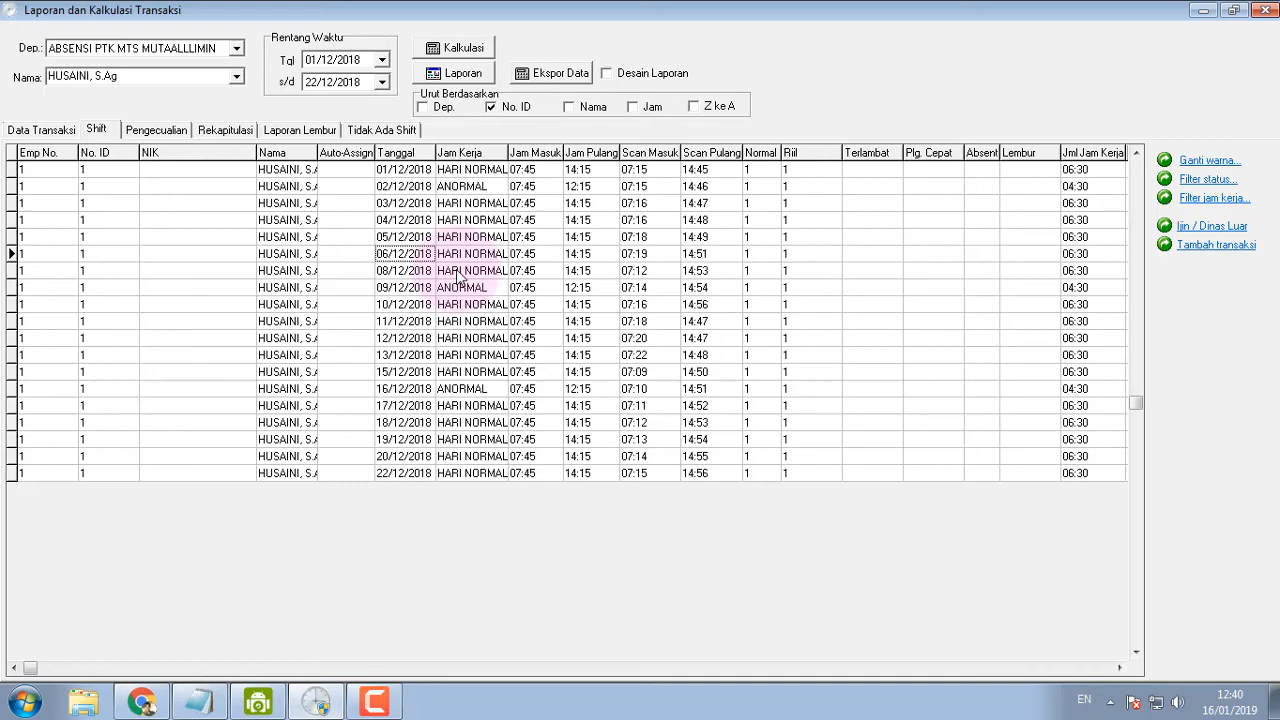 Laporan dan Kalkulasi Transaksi
Dep.: ABSENSI PTK MTS MUTAALLLIMIN
Nama: HUSAINI, S.Ag
Rentang Waktu
Tgl 01/12/2018
s/d 22/12/2018
Kalkulasi
Laporan Ekspor Data Desain Laporan
Urut Berdasarkan
Dep. No. ID Nama Jam Z ke A
Data Transaksi Shift Pengecualian Rekapitulasi Laporan Lembur Tidak Ada Shift
Emp No. No. ID NIK Nama Auto-Assign Tanggal Jam Kerja Jam Masuk Jam Pulang Scan Masuk Scan Pulang Normal Riil Terlambat Plg. Cepat Absent Lembur Jml Jam Kerja
1 1 HUSAINI, S.A 01/12/2018 HARI NORMAL 07:45 14:15 07:15 14:45 1 1 06:30
1 1 HUSAINI, S.A 02/12/2018 ANORMAL 07:45 12:15 07:15 14:46 1 1 04:30
1 1 HUSAINI, S.A 03/12/2018 HARI NORMAL 07:45 14:15 07:16 14:47 1 1 06:30
1 1 HUSAINI, S.A 04/12/2018 HARI NORMAL 07:45 14:15 07:16 14:48 1 1 06:30
1 1 HUSAINI, S.A 05/12/2018 HARI NORMAL 07:45 14:15 07:18 14:49 1 1 06:30
1 1 HUSAINI, S.A 06/12/2018 HARI NORMAL 07:45 14:15 07:19 14:51 1 1 06:30
1 1 HUSAINI, S.A 08/12/2018 HARI NORMAL 07:45 14:15 07:12 14:53 1 1 06:30
1 1 HUSAINI, S.A 09/12/2018 ANORMAL 07:45 12:15 07:14 14:54 1 1 04:30
1 1 HUSAINI, S.A 10/12/2018 HARI NORMAL 07:45 14:15 07:16 14:56 1 1 06:30
1 1 HUSAINI, S.A 11/12/2018 HARI NORMAL 07:45 14:15 07:18 14:47 1 1 06:30
1 1 HUSAINI, S.A 12/12/2018 HARI NORMAL 07:45 14:15 07:20 14:47 1 1 06:30
1 1 HUSAINI, S.A 13/12/2018 HARI NORMAL 07:45 14:15 07:22 14:48 1 1 06:30
1 1 HUSAINI, S.A 15/12/2018 HARI NORMAL 07:45 14:15 07:09 14:50 1 1 06:30
1 1 HUSAINI, S.A 16/12/2018 ANORMAL 07:45 12:15 07:10 14:51 1 1 04:30
1 1 HUSAINI, S.A 17/12/2018 HARI NORMAL 07:45 14:15 07:11 14:52 1 1 06:30
1 1 HUSAINI, S.A 18/12/2018 HARI NORMAL 07:45 14:15 07:12 14:53 1 1 06:30
1 1 HUSAINI, S.A 19/12/2018 HARI NORMAL 07:45 14:15 07:13 14:54 1 1 06:30
1 1 HUSAINI, S.A 20/12/2018 HARI NORMAL 07:45 14:15 07:14 14:55 1 1 06:30
1 1 HUSAINI, S.A 22/12/2018 HARI NORMAL 07:45 14:15 07:15 14:56 1 1 06:30
Ganti warna...
Filter status...
Filter jam kerja...
Ijin / Dinas Luar
Tambah transaksi
EN 12:40
16/01/2019